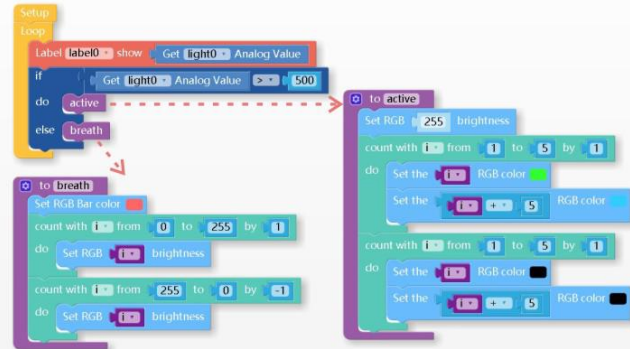 Setup
Loop
Label label0 show Get light0 Analog Value
if Get light0 Analog Value > 500
do active
else breath
to breath
Set RGB Bar color
count with i from 0 to 255 by 1
do Set RGB i brightness
count with i from 255 to 0 by -1
do Set RGB i brightness
to active
Set RGB 255 brightness
count with i from 1 to 5 by 1
do Set the i RGB color
Set the i + 5 RGB color
count with i from 1 to 5 by 1
do Set the i RGB color
Set the i + 5 RGB color